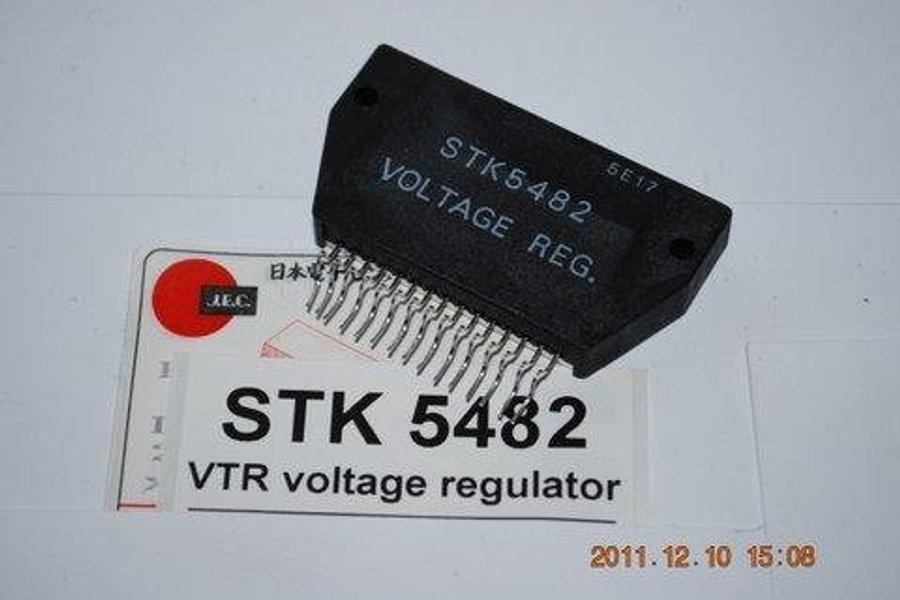 STK5482
5E17
VOLTAGE REG.
J.E.C.
日本電子
STK 5482
VTR voltage regulator
2011.12.10 15:08